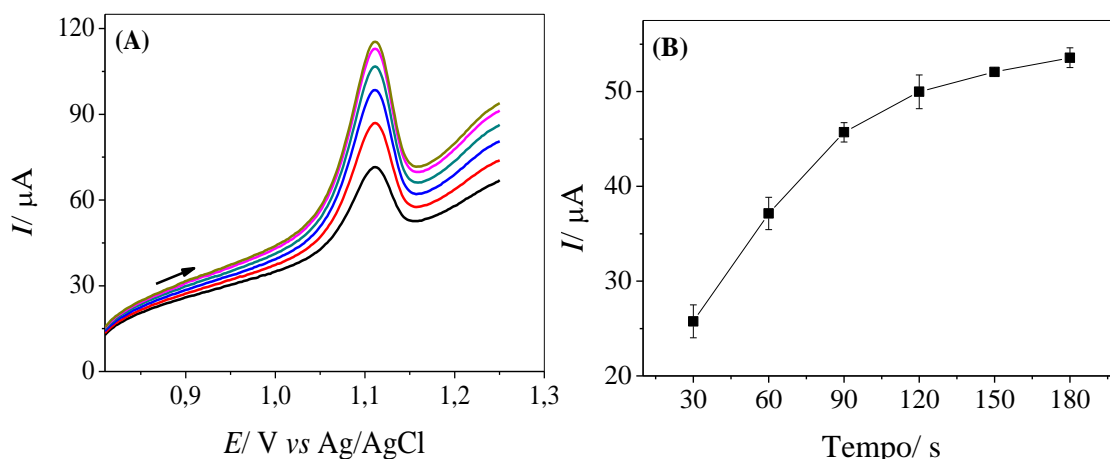 (A)
120
90
60
30
0
I/ μA
0,9 1,0 1,1 1,2 1,3
E/ V vs Ag/AgCl
(B)
50
40
30
20
I/ μA
30 60 90 120 150 180
Tempo/ s